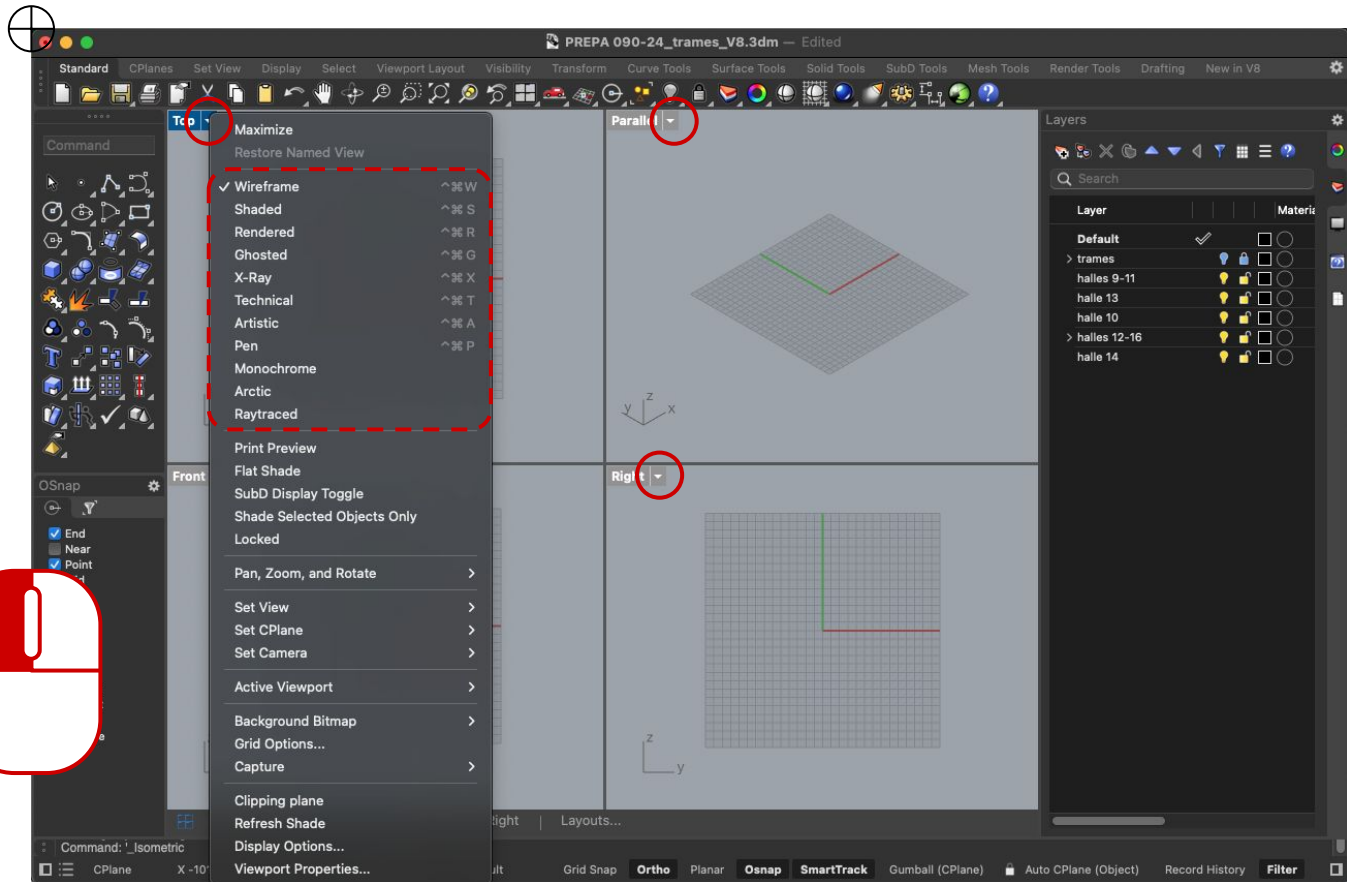 PREPA 090-24_trames_V8.3dm — Edited
Standard CPlanes Set View Display Select Viewport Layout Visibility Transform Curve Tools Surface Tools Solid Tools SubD Tools Mesh Tools Render Tools Drafting New in V8
Command
Top
Maximize
Restore Named View
✓ Wireframe ^⌘W
Shaded ^⌘S
Rendered ^⌘R
Ghosted ^⌘G
X-Ray ^⌘X
Technical ^⌘T
Artistic ^⌘A
Pen ^⌘P
Monochrome
Arctic
Raytraced
Print Preview
Flat Shade
SubD Display Toggle
Shade Selected Objects Only
Locked
Pan, Zoom, and Rotate >
Set View >
Set CPlane >
Set Camera >
Active Viewport >
Background Bitmap >
Grid Options...
Capture >
Clipping plane
Refresh Shade
Display Options...
Viewport Properties...
Parallel
z
y x
Front
Right
z
y
Right | Layouts...
OSnap
End
Near
Point
Layers
Search
Layer Materia
Default
> trames
halles 9-11
halle 13
halle 10
> halles 12-16
halle 14
Command: '_Isometric
CPlane X -10 Grid Snap Ortho Planar Osnap SmartTrack Gumball (CPlane) Auto CPlane (Object) Record History Filter